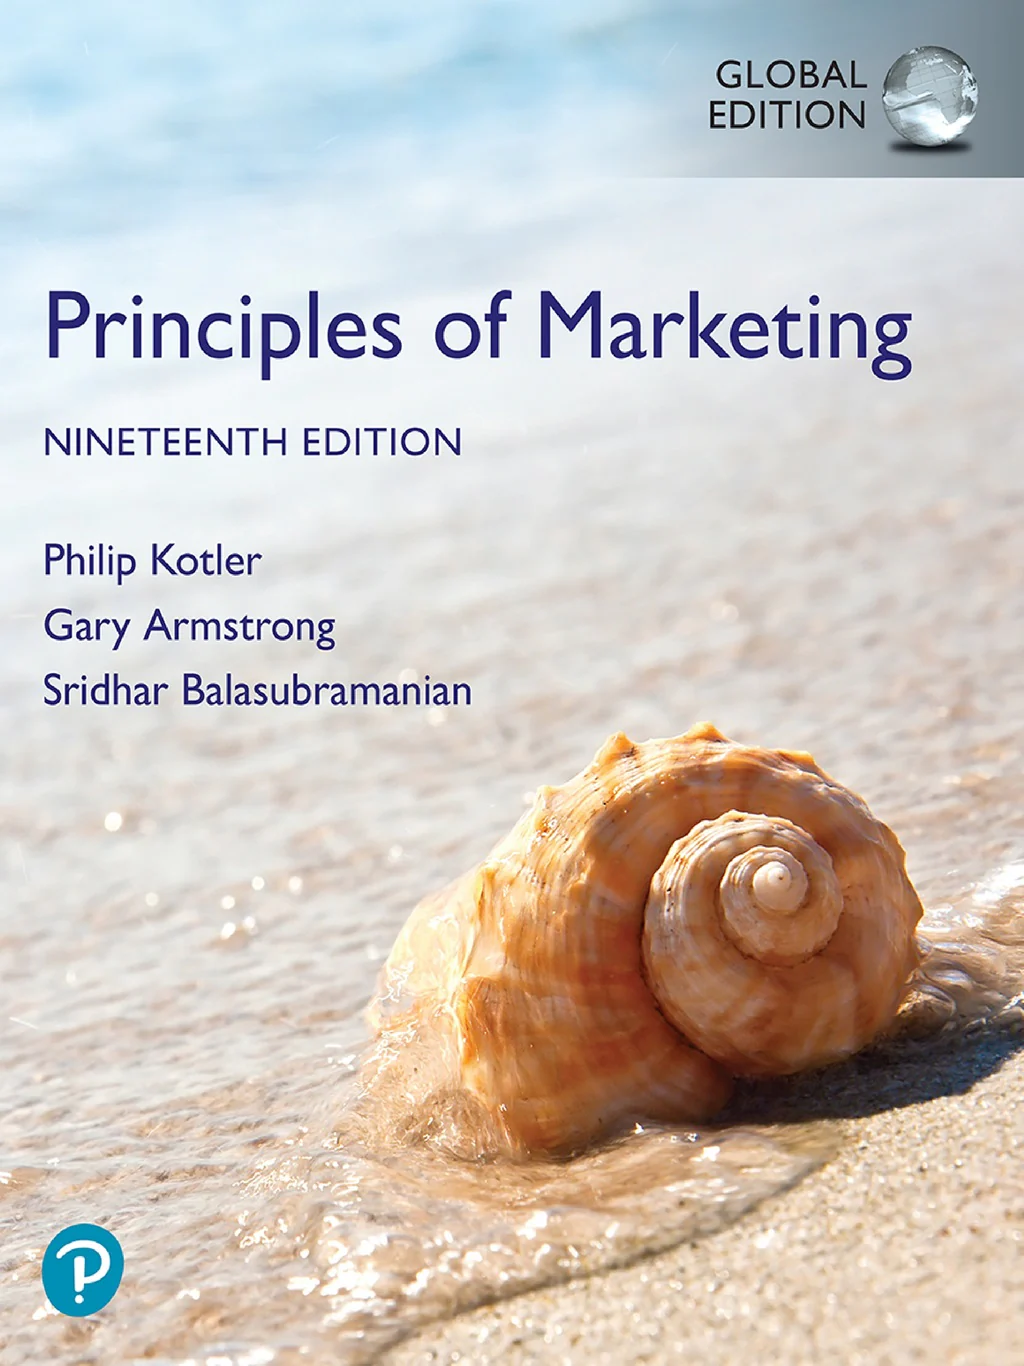 GLOBAL
EDITION
Principles of Marketing
NINETEENTH EDITION
Philip Kotler
Gary Armstrong
Sridhar Balasubramanian
P